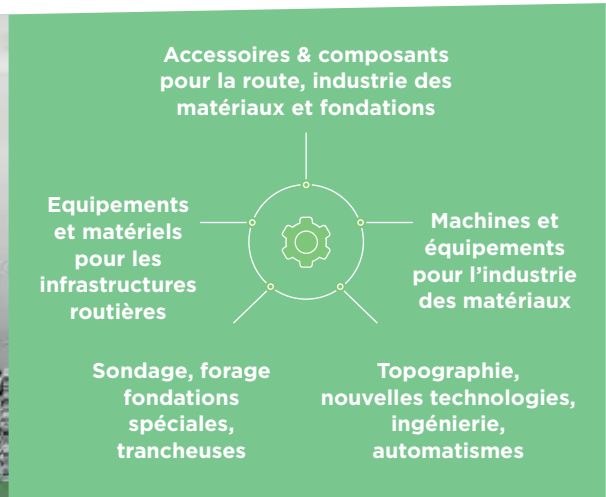 Accessoires & composants
pour la route, industrie des
matériaux et fondations
Equipements
et matériels
pour les
infrastructures
routières
Machines et
équipements
pour l'industrie
des matériaux
Sondage, forage
fondations
spéciales,
trancheuses
Topographie,
nouvelles technologies,
ingénierie,
automatismes